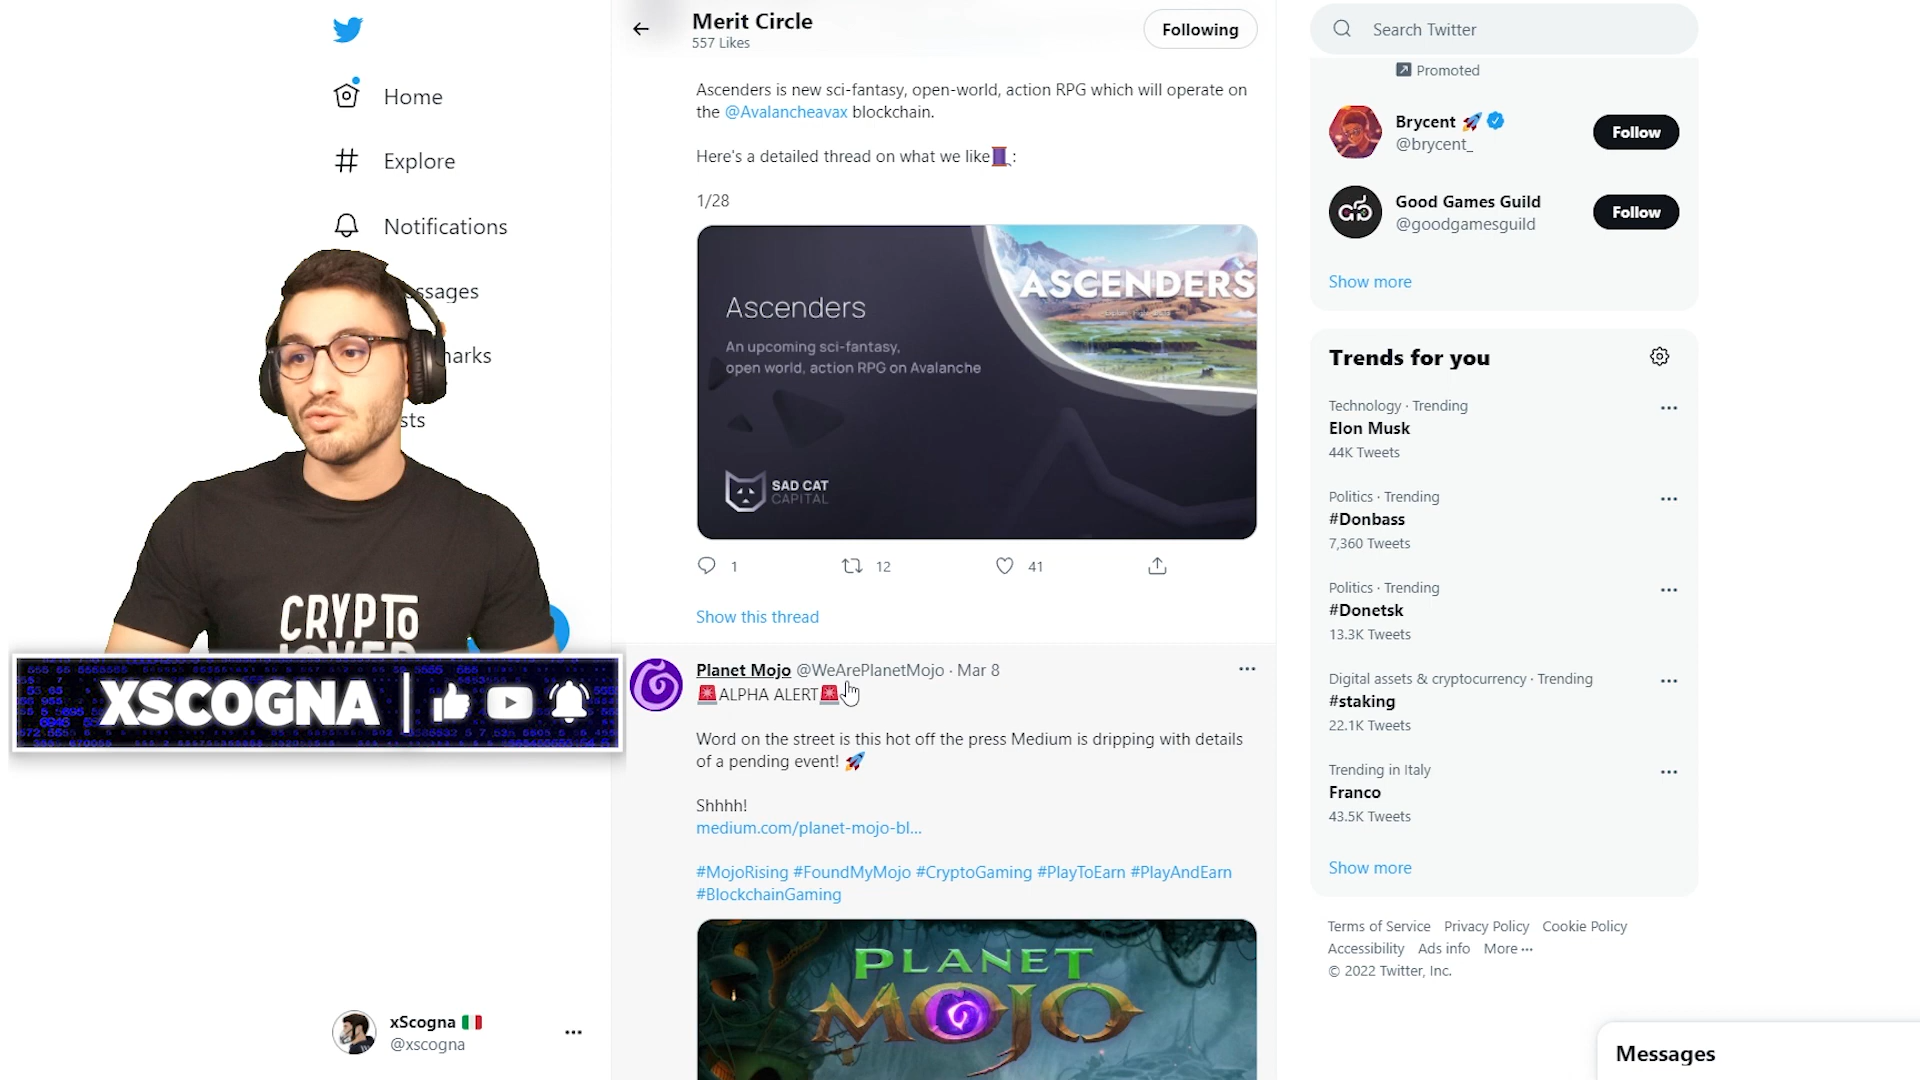 Home
Explore
Notifications
ssages
narks
sts
CRYPTO
XSCOGNA
xScogna
@xscogna
Merit Circle
557 Likes
Following
Ascenders is new sci-fantasy, open-world, action RPG which will operate on
the @Avalancheavax blockchain.
Here's a detailed thread on what we like🧵:
1/28
ASCENDERS
Ascenders
An upcoming sci-fantasy,
open world, action RPG on Avalanche
SAD CAT
CAPITAL
1
12
41
Show this thread
Planet Mojo @WeArePlanetMojo · Mar 8
🚨ALPHA ALERT🚨
Word on the street is this hot off the press Medium is dripping with details
of a pending event! 🚀
Shhhh!
medium.com/planet-mojo-bl...
#MojoRising #FoundMyMojo #CryptoGaming #PlayToEarn #PlayAndEarn
#BlockchainGaming
PLANET
MOJO
Search Twitter
Promoted
Brycent 🚀
@brycent_
Follow
Good Games Guild
@goodgamesguild
Follow
Show more
Trends for you
Technology · Trending
Elon Musk
44K Tweets
Politics · Trending
#Donbass
7,360 Tweets
Politics · Trending
#Donetsk
13.3K Tweets
Digital assets & cryptocurrency · Trending
#staking
22.1K Tweets
Trending in Italy
Franco
43.5K Tweets
Show more
Terms of Service Privacy Policy Cookie Policy
Accessibility Ads info More ···
© 2022 Twitter, Inc.
Messages